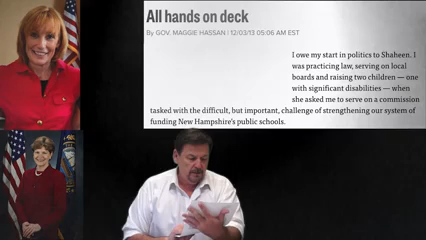 All hands on deck
By GOV. MAGGIE HASSAN | 12/03/13 05:06 AM EST
I owe my start in politics to Shaheen. I
was practicing law, serving on local
boards and raising two children — one
with significant disabilities — when
she asked me to serve on a commission
tasked with the difficult, but important, challenge of strengthening our system of
funding New Hampshire's public schools.